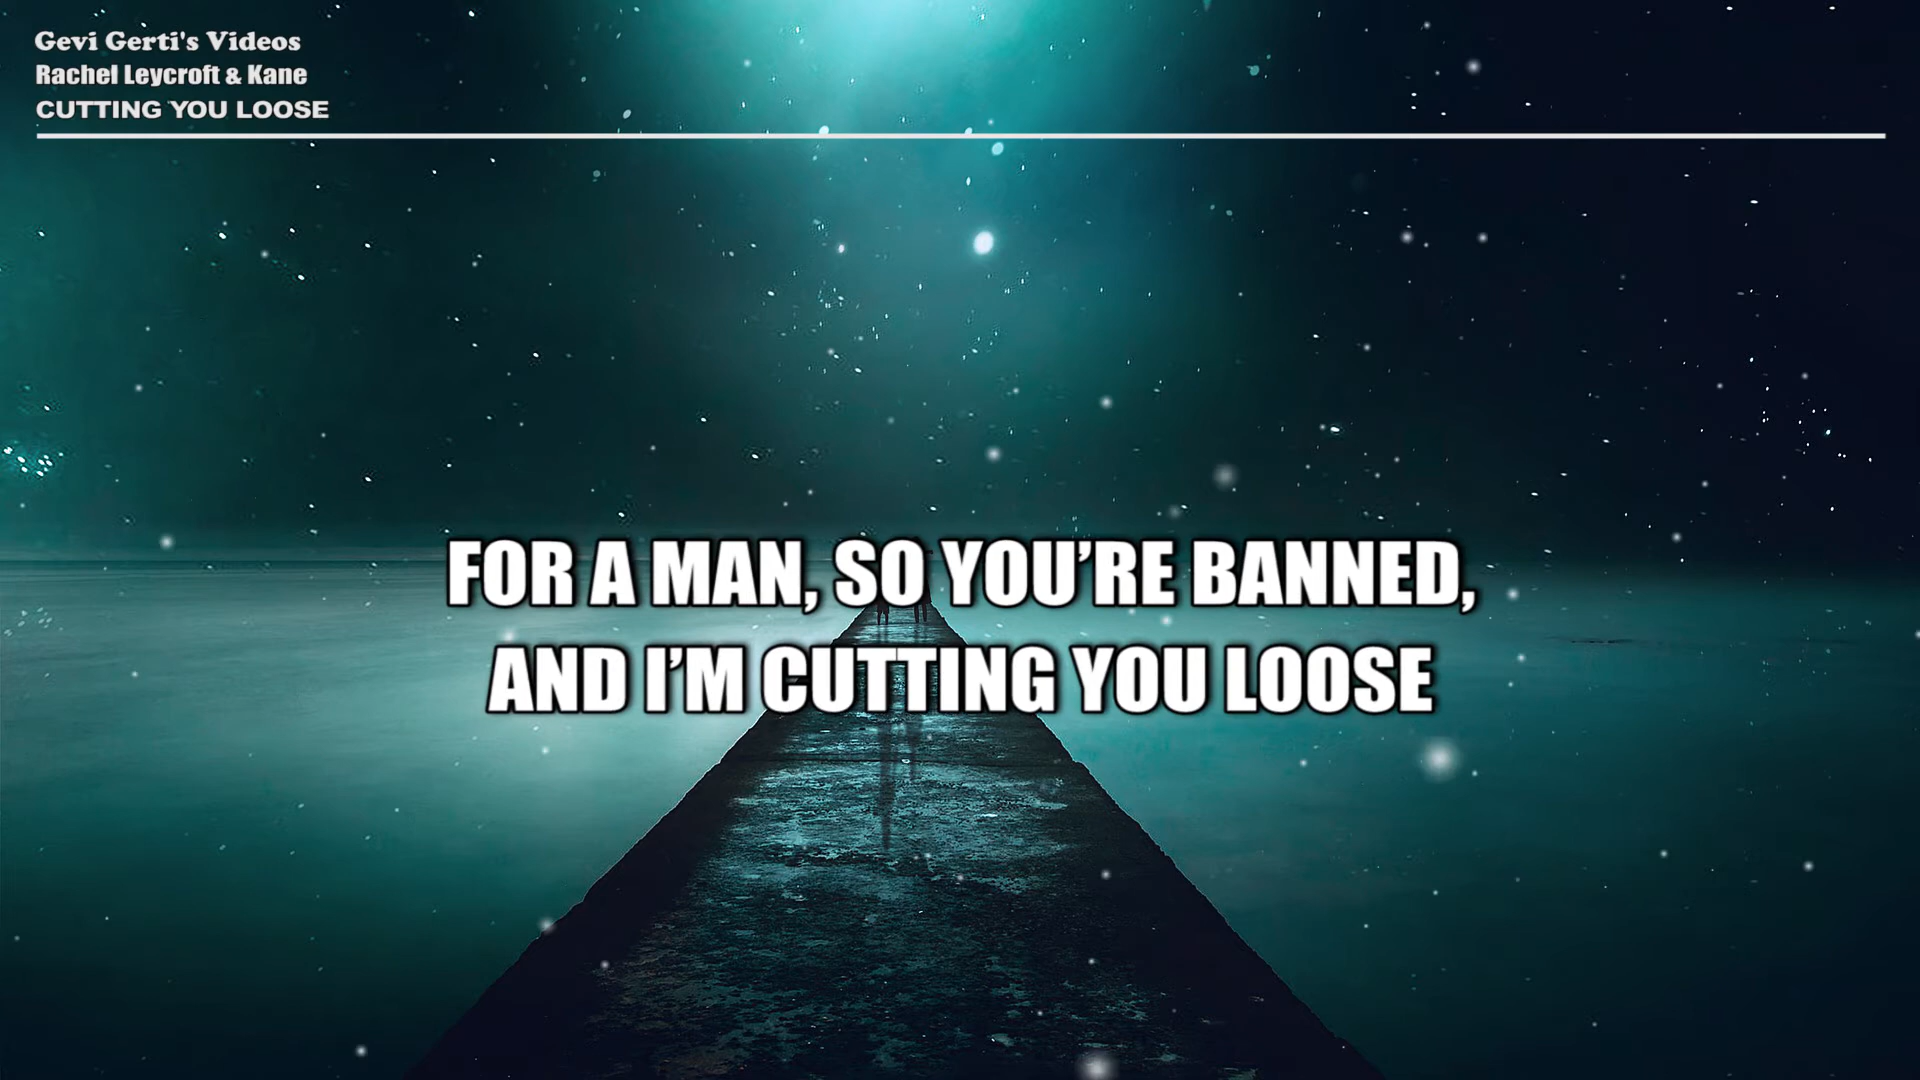 Gevi Gerti's Videos
Rachel Leycroft & Kane
CUTTING YOU LOOSE
FOR A MAN, SO YOU’RE BANNED,
AND I’M CUTTING YOU LOOSE